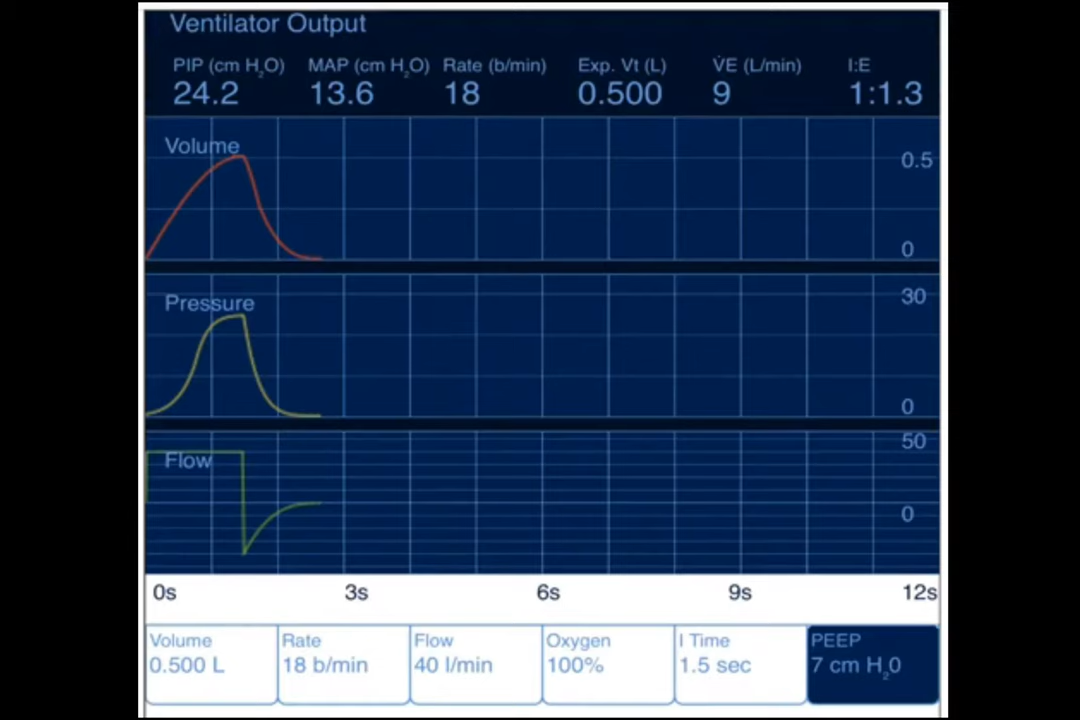 Ventilator Output
PIP (cm H₂O) MAP (cm H₂O) Rate (b/min) Exp. Vt (L) V̇E (L/min) I:E
24.2 13.6 18 0.500 9 1:1.3
Volume
0.5
0
Pressure
30
0
Flow
50
0
0s 3s 6s 9s 12s
Volume Rate Flow Oxygen I Time PEEP
0.500 L 18 b/min 40 l/min 100% 1.5 sec 7 cm H₂0